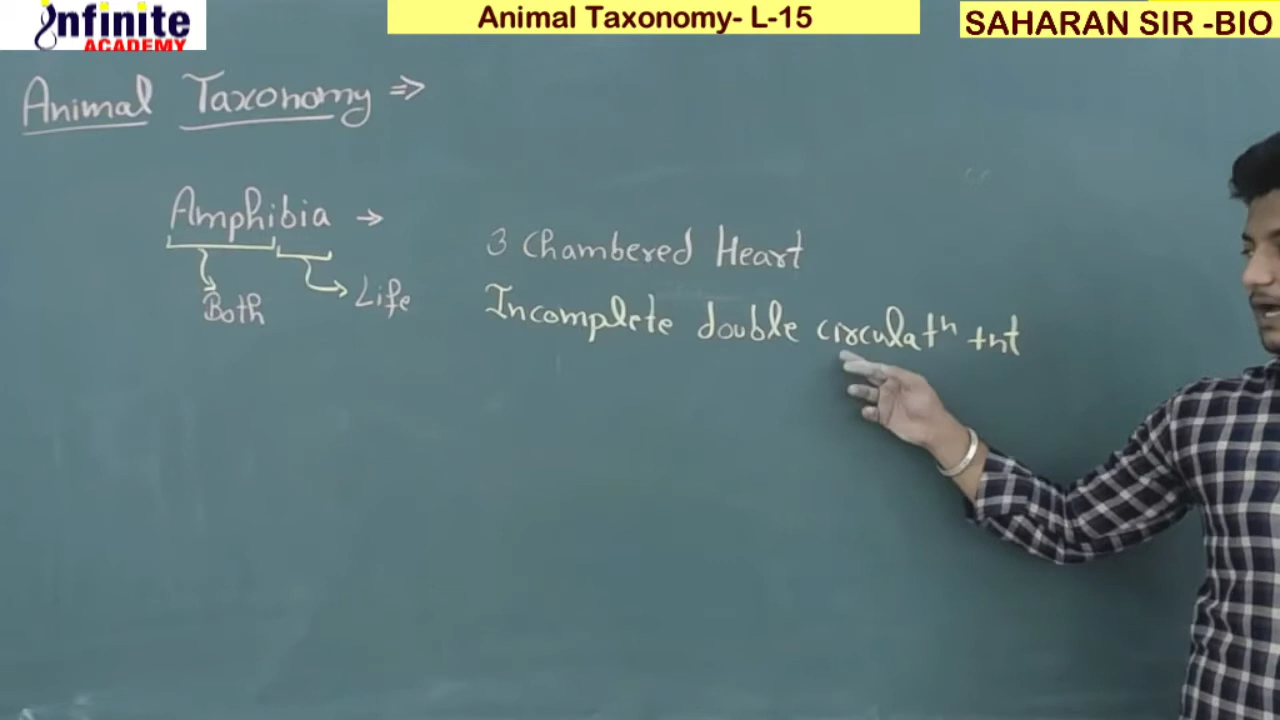 Infinite
ACADEMY
Animal Taxonomy- L-15
SAHARAN SIR -BIO
Animal Taxonomy ⇒
Amphibia →
Both
Life
3 Chambered Heart
Incomplete double circulatn +nt